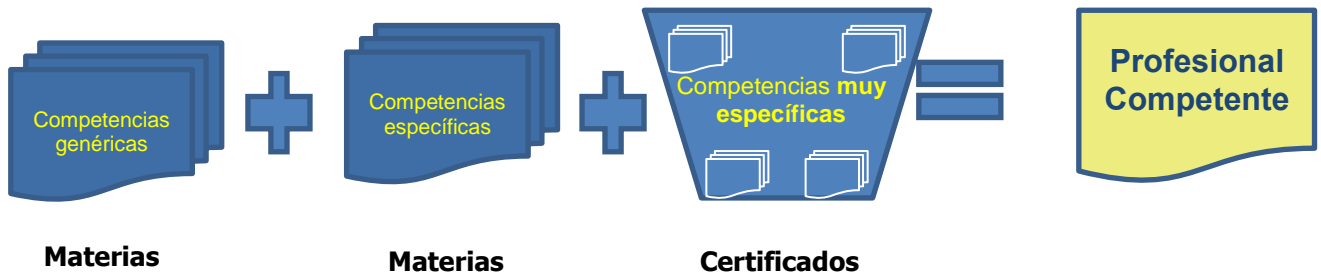 Competencias
genéricas
Competencias
específicas
Competencias muy
específicas
Profesional
Competente
Materias
Materias
Certificados